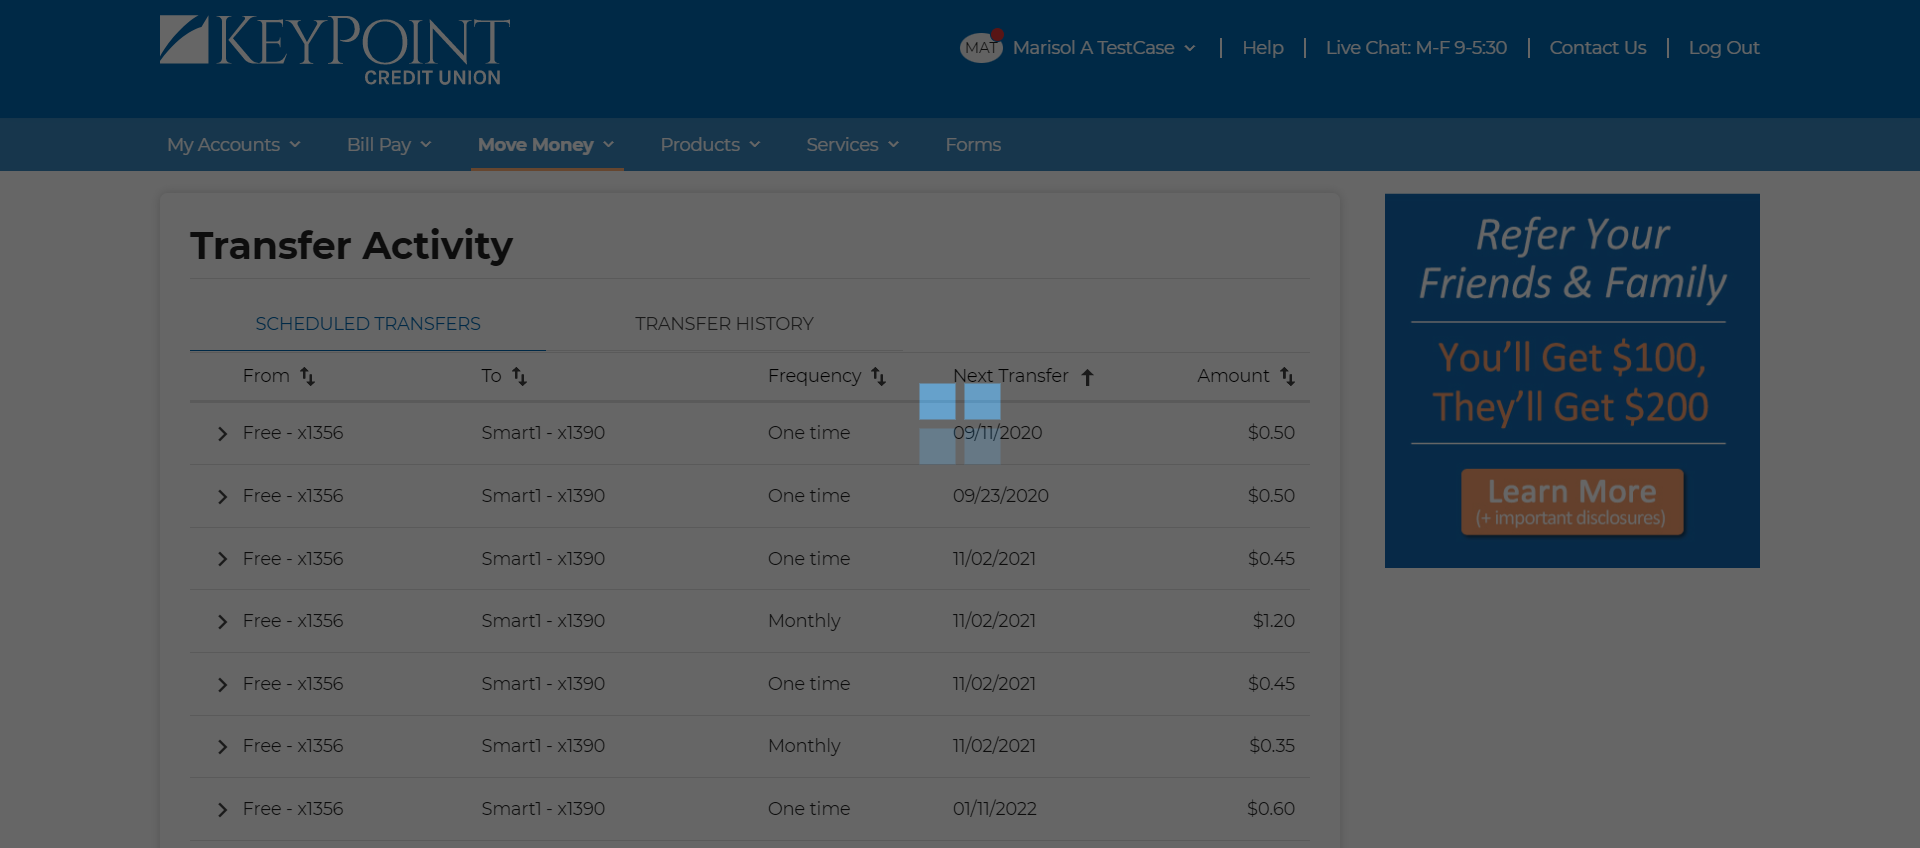 KEYPOINT
CREDIT UNION
MAT Marisol A TestCase | Help | Live Chat: M-F 9-5:30 | Contact Us | Log Out
My Accounts Bill Pay Move Money Products Services Forms
Transfer Activity
SCHEDULED TRANSFERS TRANSFER HISTORY
From To Frequency Next Transfer Amount
Free - x1356 Smart1 - x1390 One time 09/11/2020 $0.50
Free - x1356 Smart1 - x1390 One time 09/23/2020 $0.50
Free - x1356 Smart1 - x1390 One time 11/02/2021 $0.45
Free - x1356 Smart1 - x1390 Monthly 11/02/2021 $1.20
Free - x1356 Smart1 - x1390 One time 11/02/2021 $0.45
Free - x1356 Smart1 - x1390 Monthly 11/02/2021 $0.35
Free - x1356 Smart1 - x1390 One time 01/11/2022 $0.60
Refer Your
Friends & Family
You'll Get $100,
They'll Get $200
Learn More
(+ important disclosures)